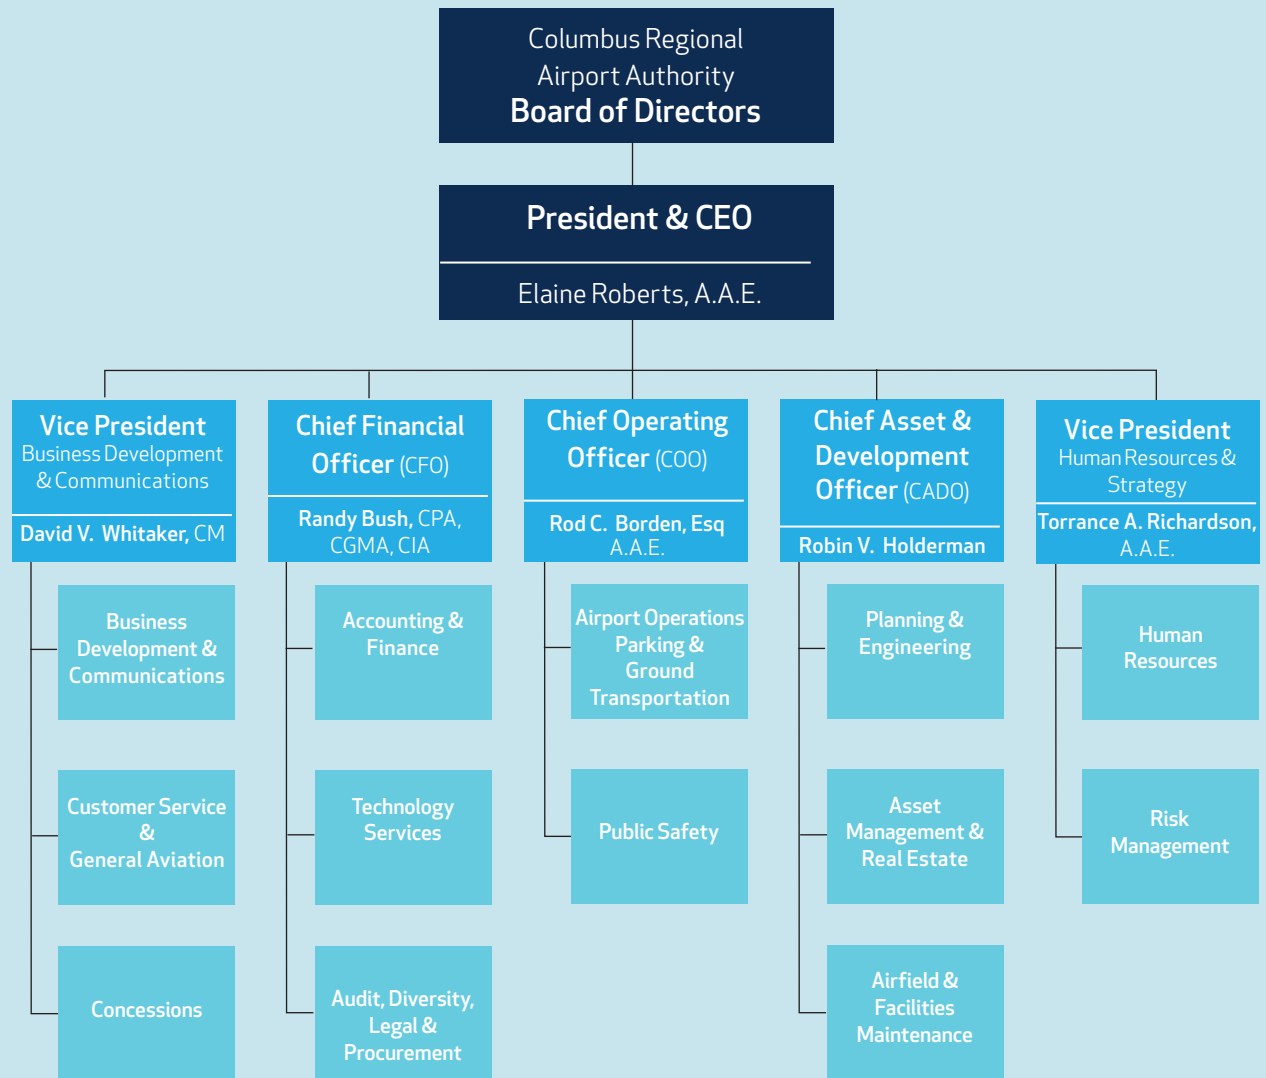 Columbus Regional
Airport Authority
Board of Directors
President & CEO
Elaine Roberts, A.A.E.
Vice President
Business Development
& Communications
David V. Whitaker, CM
Business
Development &
Communications
Customer Service
&
General Aviation
Concessions
Chief Financial
Officer (CFO)
Randy Bush, CPA,
CGMA, CIA
Accounting &
Finance
Technology
Services
Audit, Diversity,
Legal &
Procurement
Chief Operating
Officer (COO)
Rod C. Borden, Esq
A.A.E.
Airport Operations
Parking &
Ground
Transportation
Public Safety
Chief Asset &
Development
Officer (CADO)
Robin V. Holderman
Planning &
Engineering
Asset
Management &
Real Estate
Airfield &
Facilities
Maintenance
Vice President
Human Resources &
Strategy
Torrance A. Richardson,
A.A.E.
Human
Resources
Risk
Management